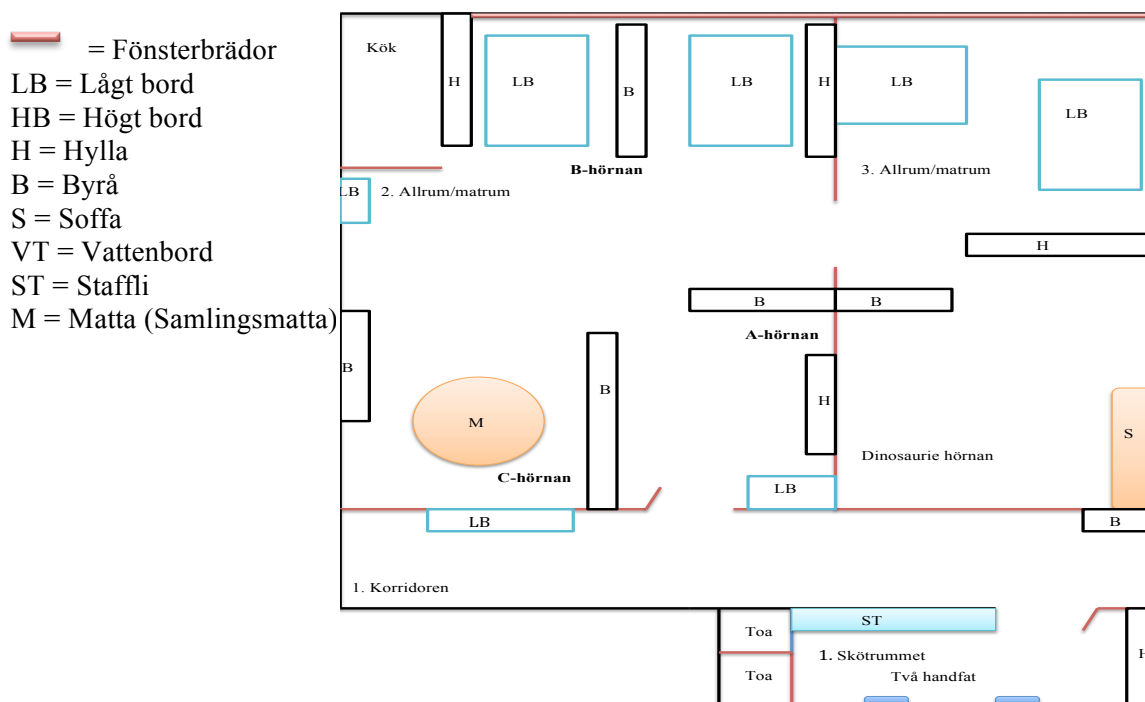 = Fönsterbrädor
LB = Lågt bord
HB = Högt bord
H = Hylla
B = Byrå
S = Soffa
VT = Vattenbord
ST = Staffli
M = Matta (Samlingsmatta)
Kök
H
LB
B
LB
H
LB
LB
B-hörnan
3. Allrum/matrum
LB
2. Allrum/matrum
H
B
B
A-hörnan
B
B
H
M
S
Dinosaurie hörnan
C-hörnan
LB
LB
B
1. Korridoren
ST
Toa
1. Skötrummet
Toa
Två handfat